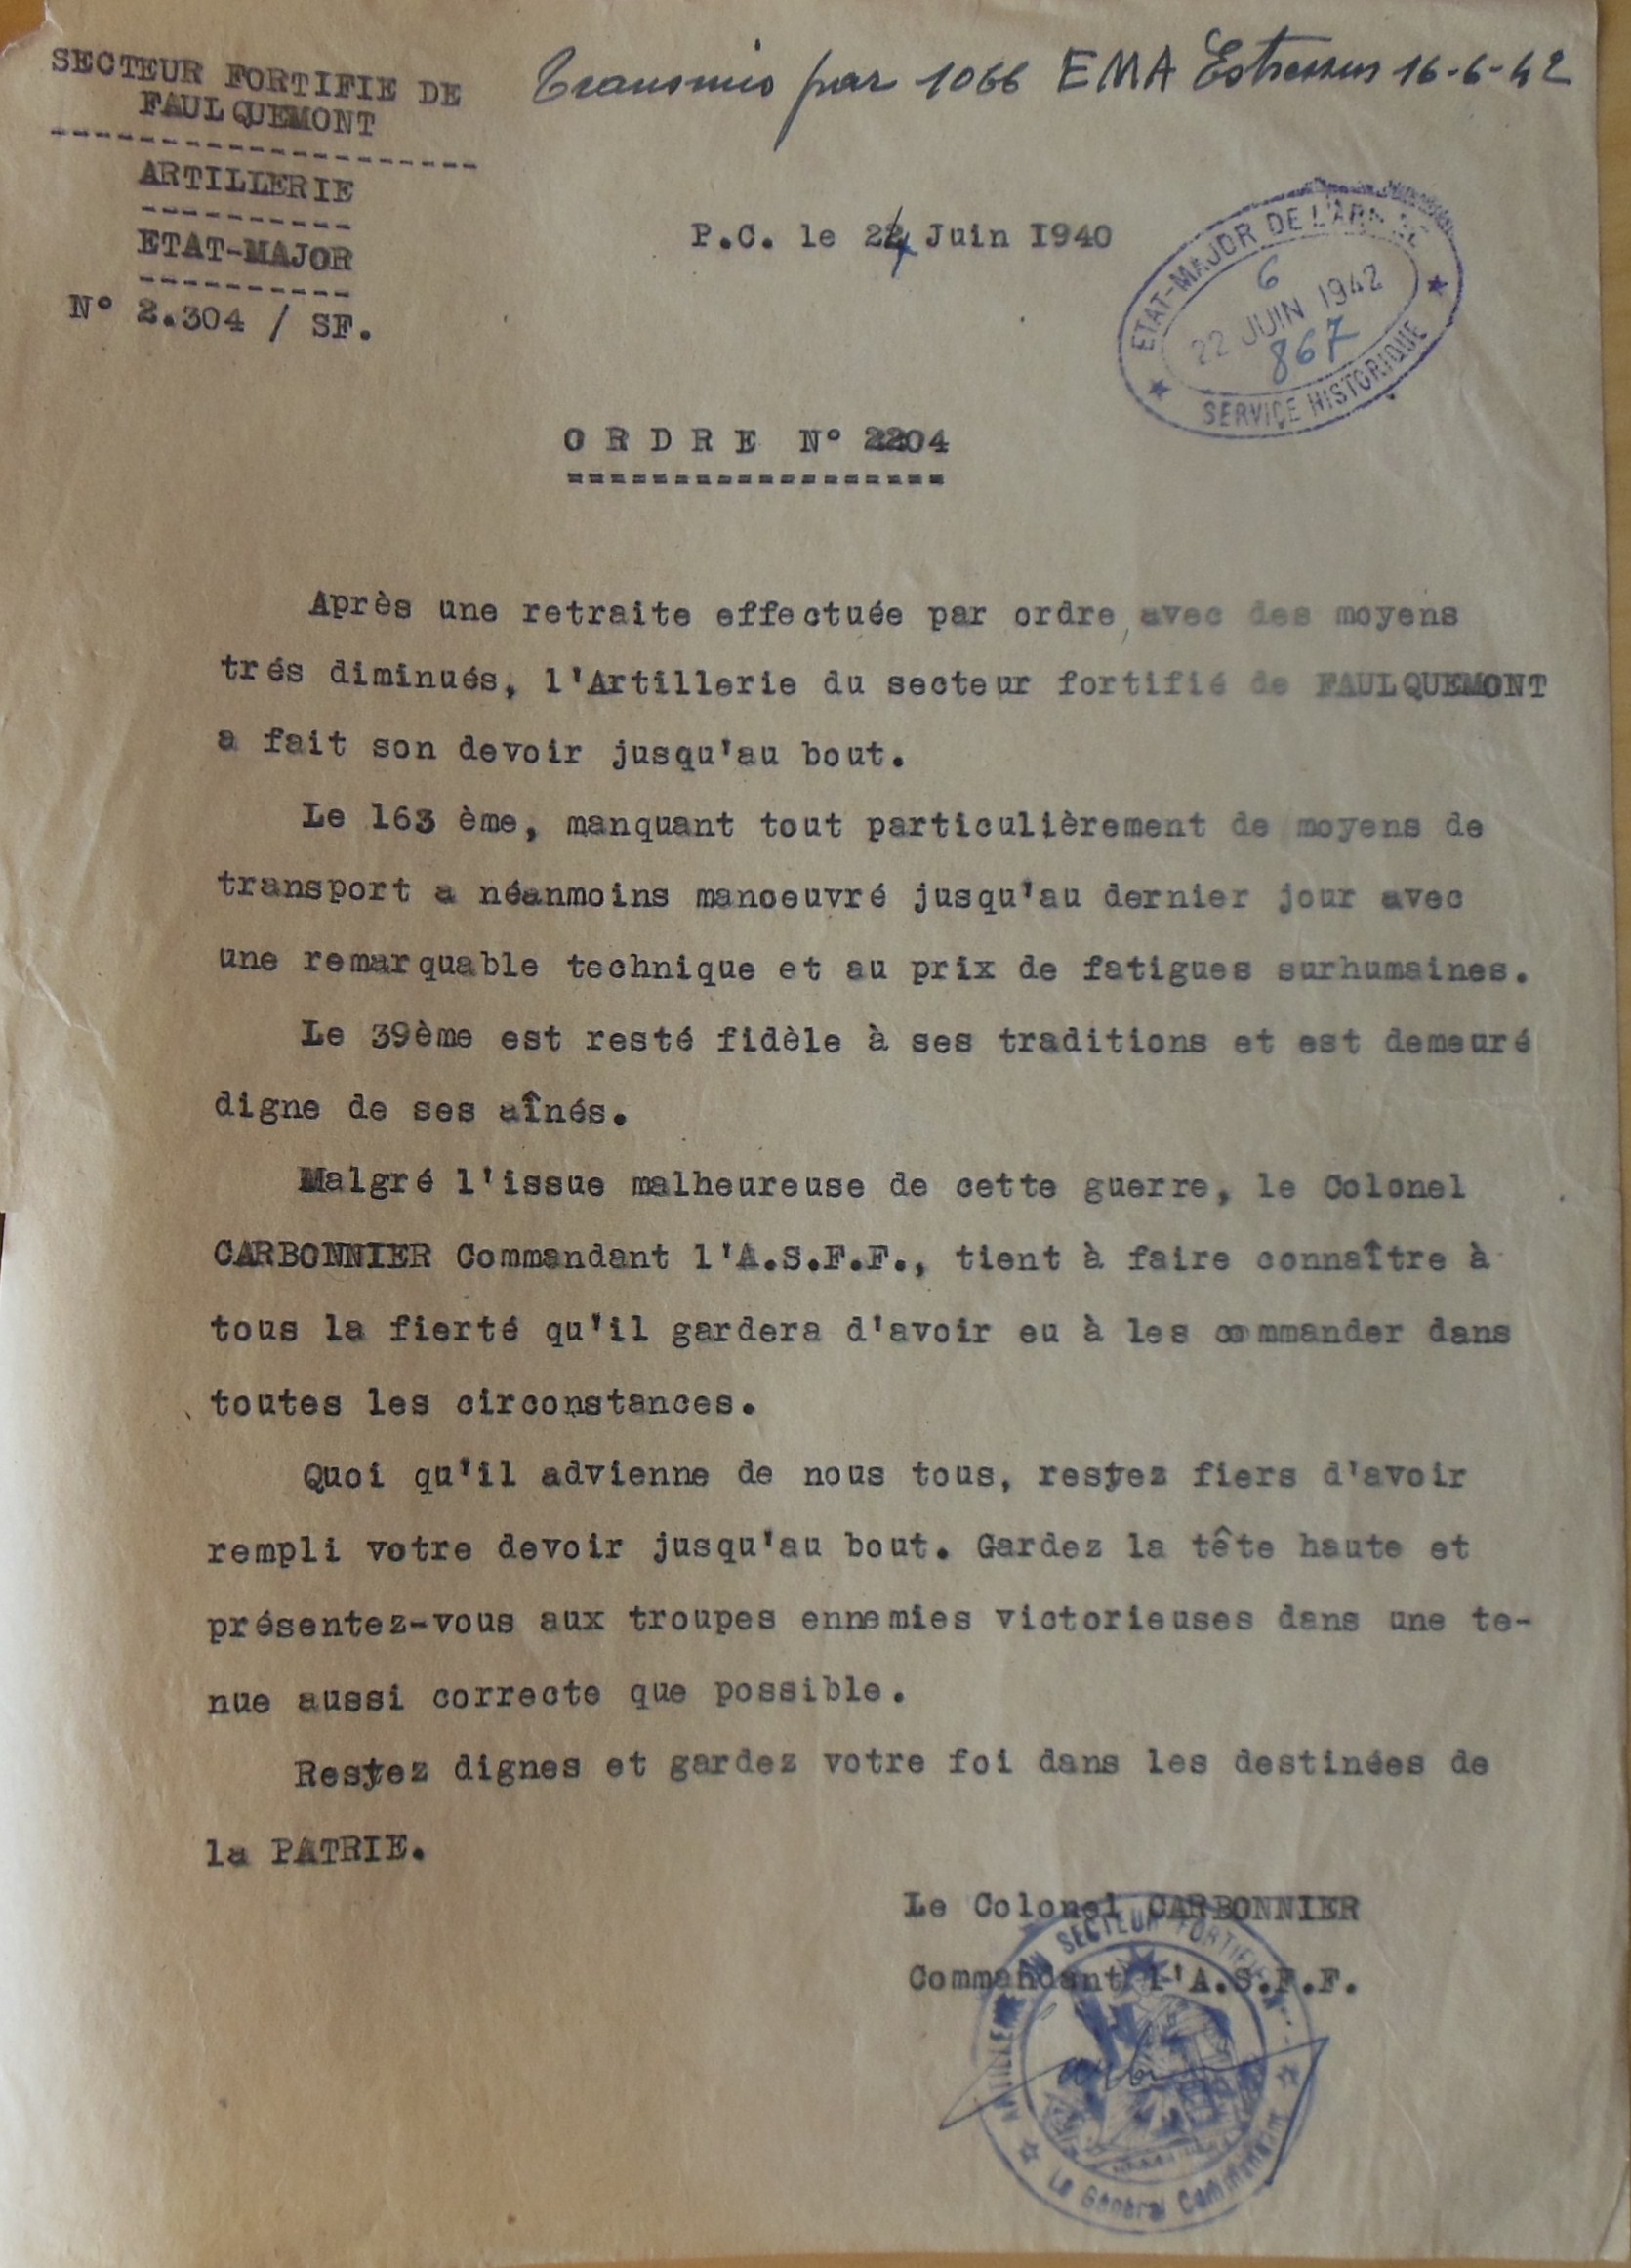 SECTEUR FORTIFIE DE
FAULQUEMONT
ARTILLERIE
ETAT-MAJOR
N° 2.304 / SF.
Transmis par 1066 EMA 16-6-42
P.C. le 24 Juin I940
ETAT-MAJOR DE L'ARMEE
6
22 JUIN 1942
867
SERVICE HISTORIQUE
O R D R E N° 2204
Après une retraite effectuée par ordre, avec des moyens
trés diminués, l'Artillerie du secteur fortifié de FAULQUEMONT
a fait son devoir jusqu'au bout.
Le 163 ème, manquant tout particulièrement de moyens de
transport a néanmoins manoeuvré jusqu'au dernier jour avec
une remarquable technique et au prix de fatigues surhumaines.
Le 39ème est resté fidèle à ses traditions et est demeuré
digne de ses aînés.
Malgré l'issue malheureuse de cette guerre, le Colonel
CARBONNIER Commandant l'A.S.F.F., tient à faire connaître à
tous la fierté qu'il gardera d'avoir eu à les commander dans
toutes les circonstances.
Quoi qu'il advienne de nous tous, restez fiers d'avoir
rempli votre devoir jusqu'au bout. Gardez la tête haute et
présentez-vous aux troupes ennemies victorieuses dans une te-
nue aussi correcte que possible.
Restez dignes et gardez votre foi dans les destinées de
la PATRIE.
Le Colonel CARBONNIER
Commandant l'A.S.F.F.
SECTEUR FORTIFIE
Le Général Commandant